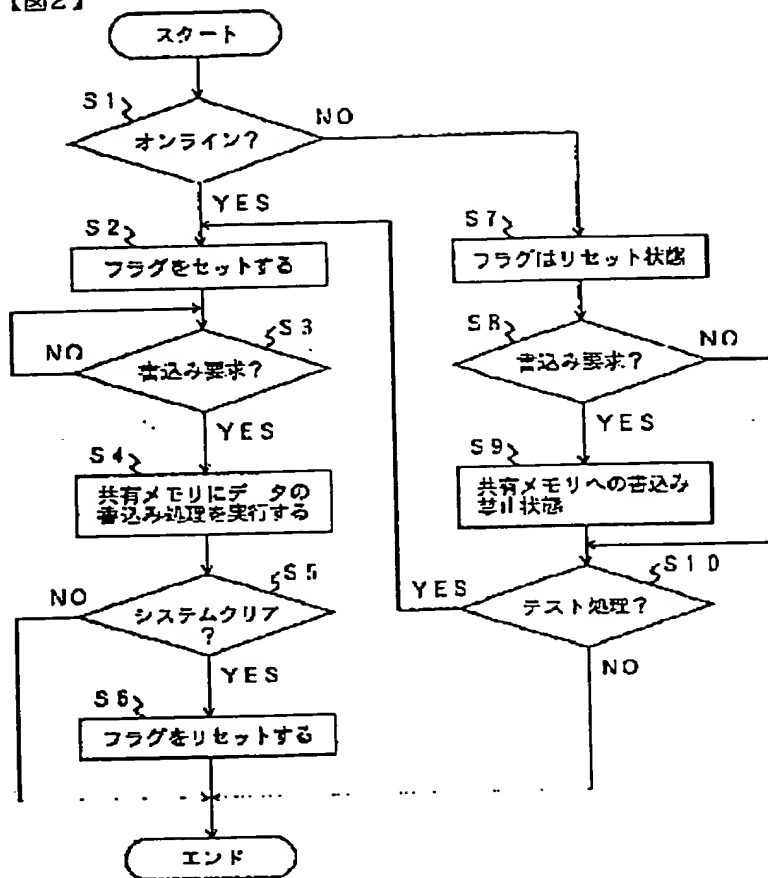 【図2】
スタート
S1
オンライン?
NO
YES
S2
フラグをセットする
S3
書込み要求?
NO
YES
S4
共有メモリにデータの
書込み処理を実行する
S5
システムクリア
?
NO
YES
S6
フラグをリセットする
エンド
S7
フラグはリセット状態
S8
書込み要求?
NO
YES
S9
共有メモリへの書込み
禁止状態
S10
テスト処理?
YES
NO